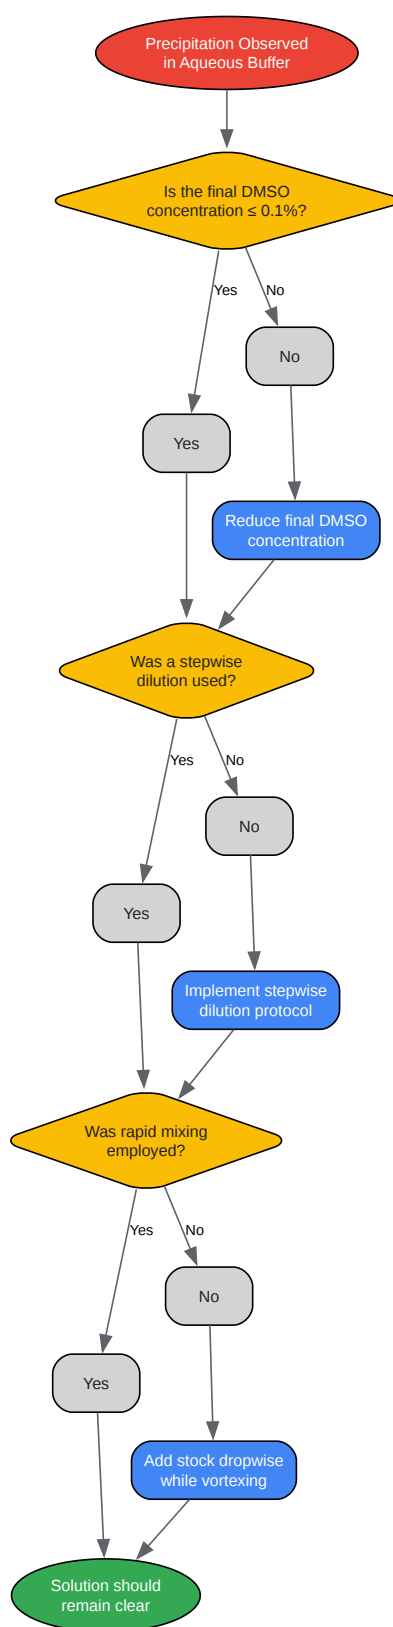 Precipitation Observed
in Aqueous Buffer
Is the final DMSO
concentration ≤ 0.1%?
Yes
No
No
Yes
Reduce final DMSO
concentration
Was a stepwise
dilution used?
Yes
No
No
Yes
Implement stepwise
dilution protocol
Was rapid mixing
employed?
Yes
No
No
Yes
Add stock dropwise
while vortexing
Solution should
remain clear